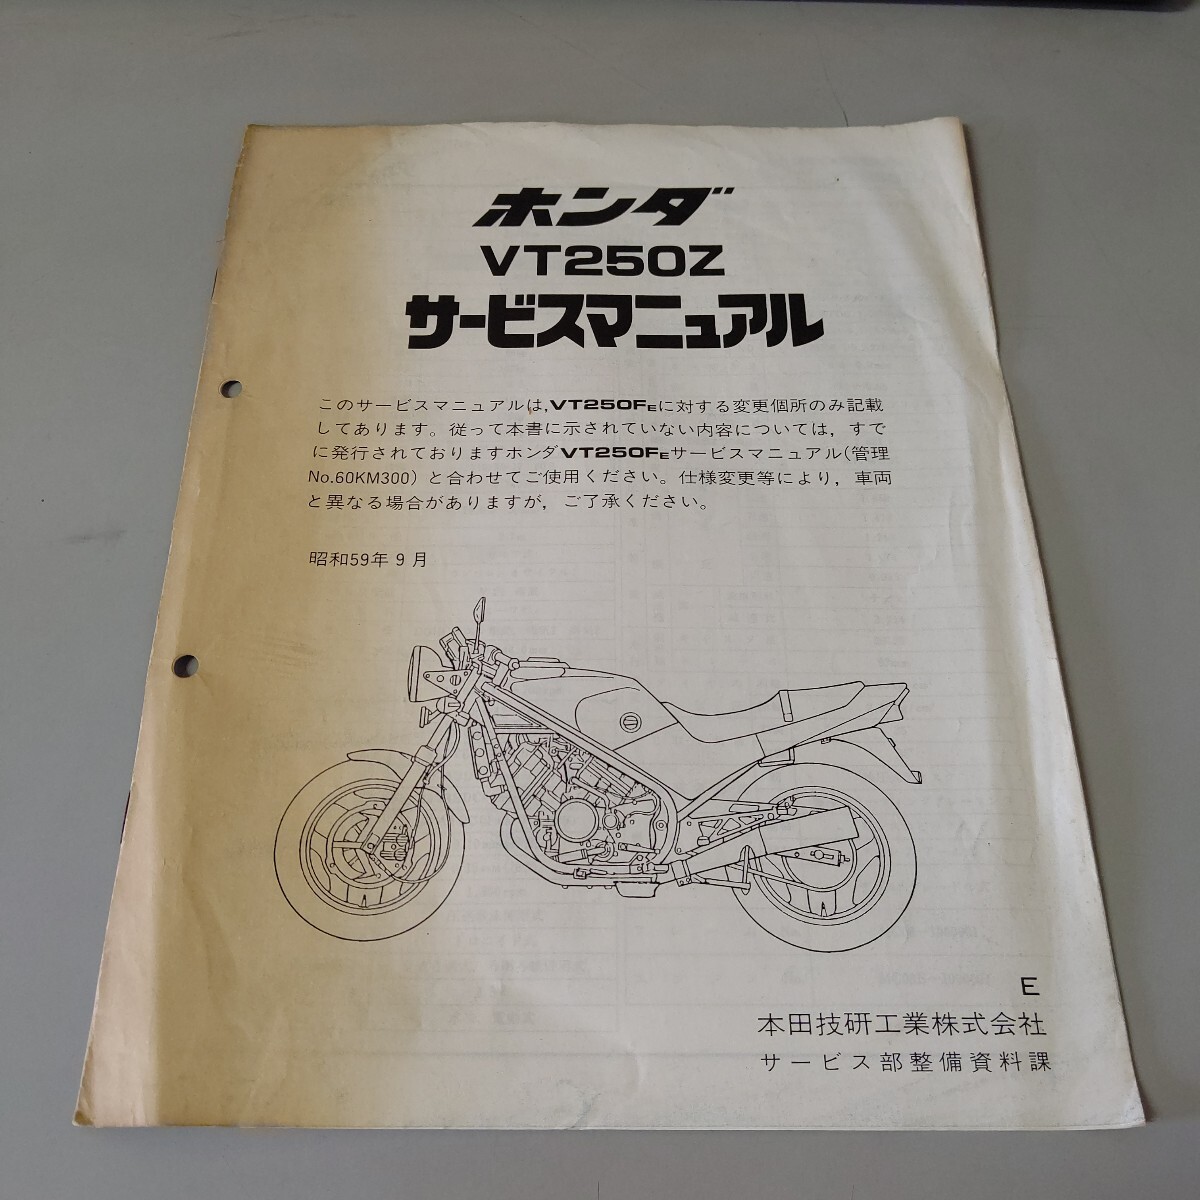 ホンダ
VT250Z
サービスマニュアル
このサービスマニュアルは,VT250FEに対する変更個所のみ記載
してあります。従って本書に示されていない内容については,すで
に発行されておりますホンダVT250FEサービスマニュアル(管理
No.60KM300)と合わせてご使用ください。仕様変更等により,車両
と異なる場合がありますが,ご了承ください。
昭和59年9月
E
本田技研工業株式会社
サービス部整備資料課